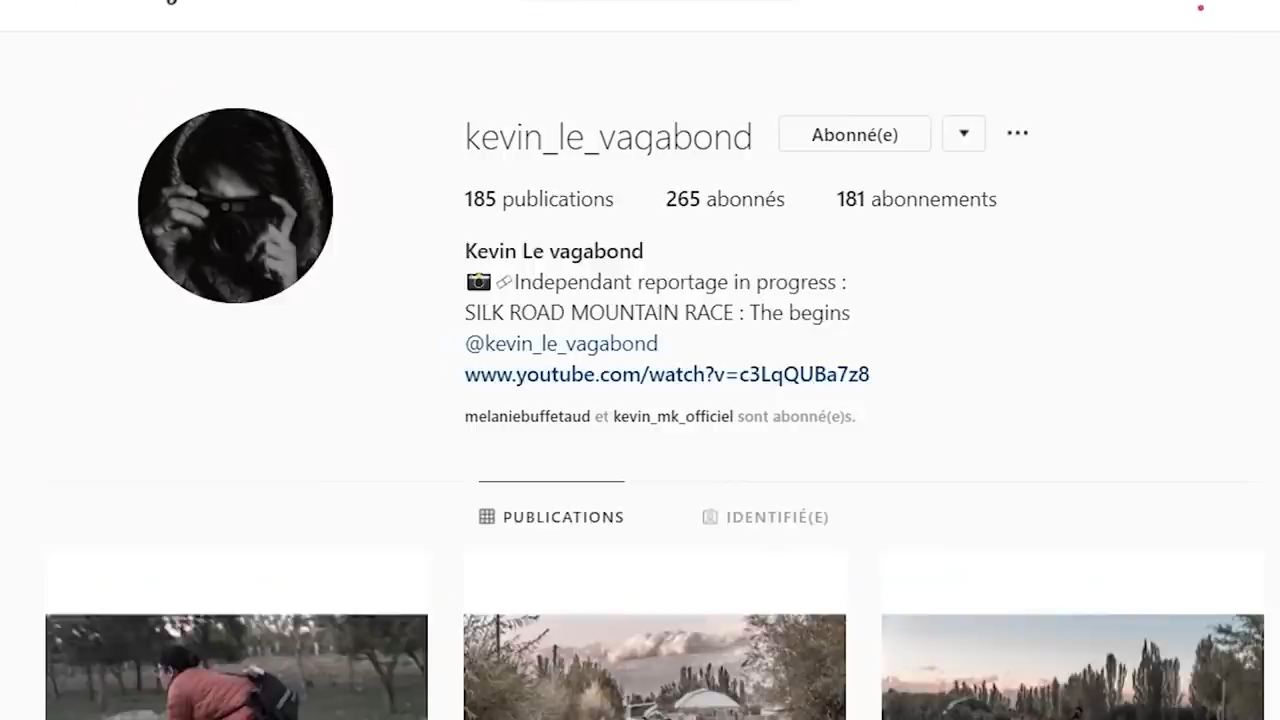 kevin_le_vagabond Abonné(e)
185 publications 265 abonnés 181 abonnements
Kevin Le vagabond
Independant reportage in progress :
SILK ROAD MOUNTAIN RACE : The begins
@kevin_le_vagabond
www.youtube.com/watch?v=c3LqQUBa7z8
melaniebuffetaud et kevin_mk_officiel sont abonné(e)s.
PUBLICATIONS IDENTIFIÉ(E)